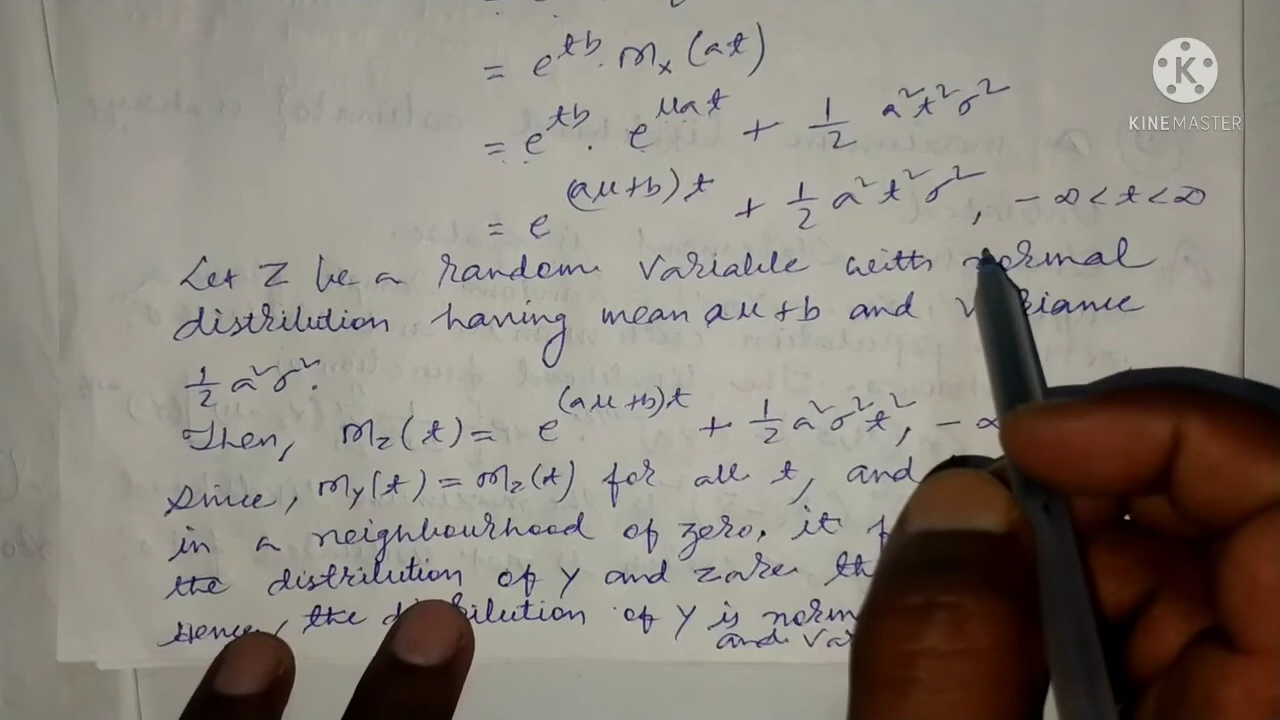 = e^{tb} · m_x (at)
= e^{tb} · e^{μat} + 1/2 a²t²σ²
= e^{(aμ+b)t} + 1/2 a²t²σ², -∞<t<∞
Let Z be a random variable with normal
distribution having mean aμ+b and variance
1/2 a²σ².
Then, m_z(t) = e^{(aμ+b)t} + 1/2 a²σ²t², -∞
Since, m_y(t) = m_z(t) for all t, and
in a neighbourhood of zero, it
the distribution of Y and Z are
Hence, the distribution of Y is
and
K
KINEMASTER